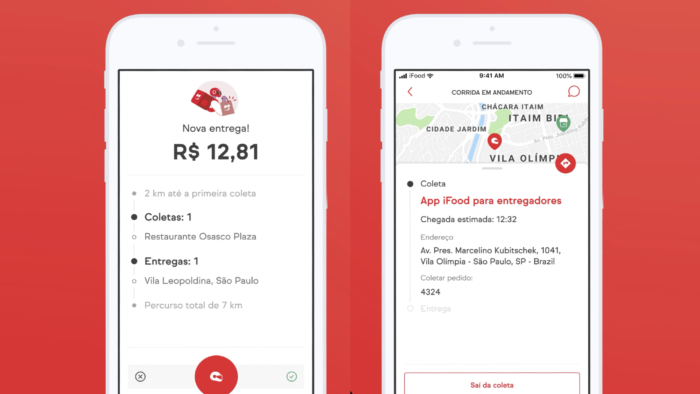 Nova entrega!
R$ 12,81
2 km até a primeira coleta
Coletas: 1
Restaurante Osasco Plaza
Entregas: 1
Vila Leopoldina, São Paulo
Percurso total de 7 km
iFood
9:41 AM
100%
CORRIDA EM ANDAMENTO
CHÁCARA ITAIM
ITAIM BI
CIDADE JARDIM
VILA OLÍMP
Coleta
App iFood para entregadores
Chegada estimada: 12:32
Endereço
Av. Pres. Marcelino Kubitschek, 1041,
Vila Olímpia - São Paulo, SP - Brazil
Coletar pedido:
4324
Entrega
Saí da coleta